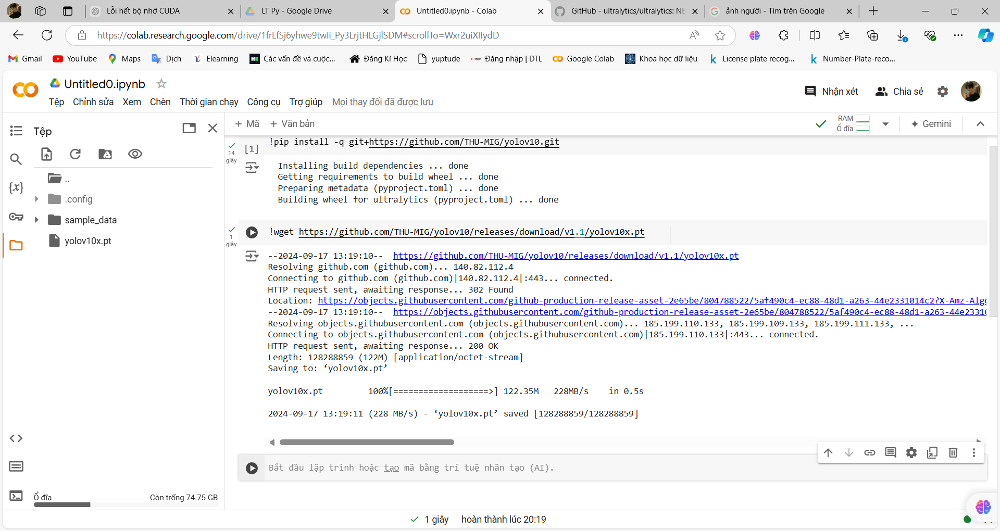 Lỗi hết bộ nhớ CUDA
LT Py - Google Drive
Untitled0.ipynb - Colab
GitHub - ultralytics/ultralytics: NE
ảnh người - Tìm trên Google
https://colab.research.google.com/drive/1frLfSj6yhwe9twIi_Py3LrjtHLGjlSDM#scrollTo=Wxr2uiXIIydD
Gmail
YouTube
Maps
Dịch
Elearning
Các vấn đề và cuộc...
Đăng Kí Học
yuptude
Đăng nhập | DTL
Google Colab
Khoa học dữ liệu
License plate recog...
Number-Plate-reco...
Untitled0.ipynb
Nhận xét
Chia sẻ
Tệp Chỉnh sửa Xem Chèn Thời gian chạy Công cụ Trợ giúp Mọi thay đổi đã được lưu
Tệp
+ Mã + Văn bản
RAM
Ổ đĩa
Gemini
..
.config
sample_data
yolov10x.pt
Ổ đĩa
Còn trống 74.75 GB
14
giây
[1]
!pip install -q git+https://github.com/THU-MIG/yolov10.git
Installing build dependencies ... done
Getting requirements to build wheel ... done
Preparing metadata (pyproject.toml) ... done
Building wheel for ultralytics (pyproject.toml) ... done
1
giây
!wget https://github.com/THU-MIG/yolov10/releases/download/v1.1/yolov10x.pt
--2024-09-17 13:19:10-- https://github.com/THU-MIG/yolov10/releases/download/v1.1/yolov10x.pt
Resolving github.com (github.com)... 140.82.112.4
Connecting to github.com (github.com)|140.82.112.4|:443... connected.
HTTP request sent, awaiting response... 302 Found
Location: https://objects.githubusercontent.com/github-production-release-asset-2e65be/804788522/5af490c4-ec88-48d1-a263-44e2331014c2?X-Amz-Algo
--2024-09-17 13:19:10-- https://objects.githubusercontent.com/github-production-release-asset-2e65be/804788522/5af490c4-ec88-48d1-a263-44e23310
Resolving objects.githubusercontent.com (objects.githubusercontent.com)... 185.199.110.133, 185.199.109.133, 185.199.111.133, ...
Connecting to objects.githubusercontent.com (objects.githubusercontent.com)|185.199.110.133|:443... connected.
HTTP request sent, awaiting response... 200 OK
Length: 128288859 (122M) [application/octet-stream]
Saving to: ‘yolov10x.pt’
yolov10x.pt 100%[===================>] 122.35M 228MB/s in 0.5s
2024-09-17 13:19:11 (228 MB/s) - ‘yolov10x.pt’ saved [128288859/128288859]
Bắt đầu lập trình hoặc tạo mã bằng trí tuệ nhân tạo (AI).
1 giây hoàn thành lúc 20:19